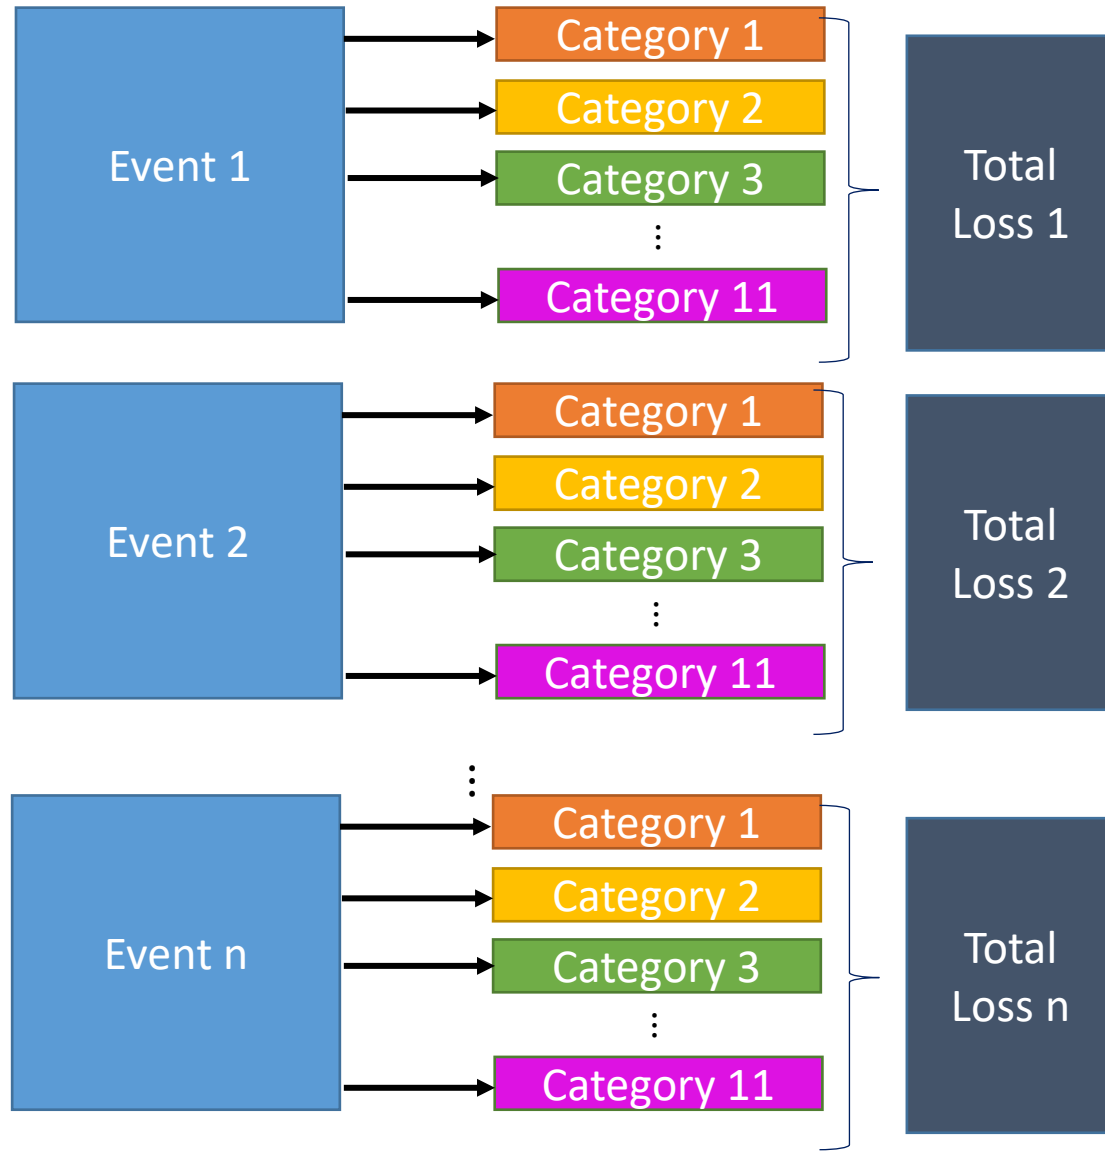 Event 1
Category 1
Category 2
Category 3
⋮
Category 11
Total
Loss 1
Event 2
Category 1
Category 2
Category 3
⋮
Category 11
Total
Loss 2
⋮
Event n
Category 1
Category 2
Category 3
⋮
Category 11
Total
Loss n